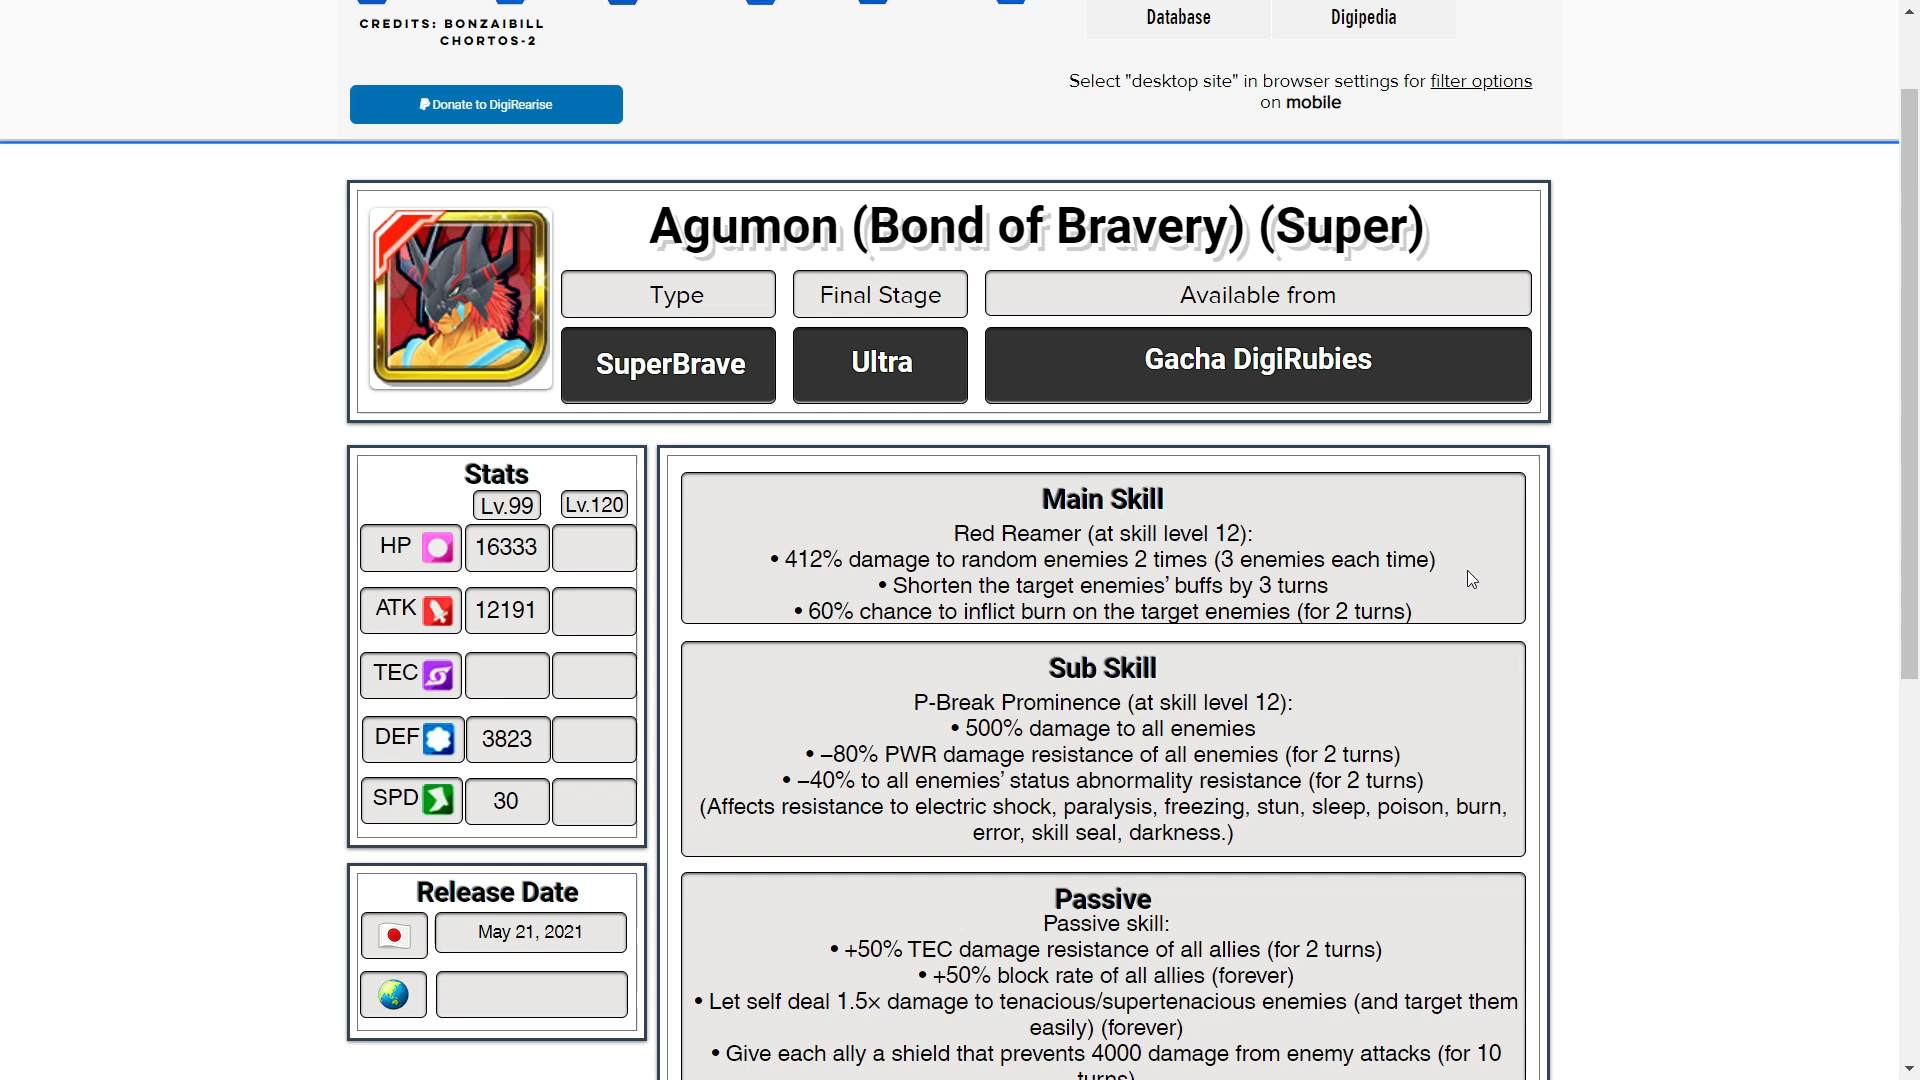 CREDITS: BONZAIBILL
CHORTOS-2
Database
Digipedia
Select "desktop site" in browser settings for filter options
on mobile
Donate to DigiRearise
Agumon (Bond of Bravery) (Super)
Type
Final Stage
Available from
SuperBrave
Ultra
Gacha DigiRubies
Stats
Lv.99
Lv.120
HP
16333
ATK
12191
TEC
DEF
3823
SPD
30
Release Date
May 21, 2021
Main Skill
Red Reamer (at skill level 12):
• 412% damage to random enemies 2 times (3 enemies each time)
• Shorten the target enemies’ buffs by 3 turns
• 60% chance to inflict burn on the target enemies (for 2 turns)
Sub Skill
P-Break Prominence (at skill level 12):
• 500% damage to all enemies
• −80% PWR damage resistance of all enemies (for 2 turns)
• −40% to all enemies’ status abnormality resistance (for 2 turns)
(Affects resistance to electric shock, paralysis, freezing, stun, sleep, poison, burn,
error, skill seal, darkness.)
Passive
Passive skill:
• +50% TEC damage resistance of all allies (for 2 turns)
• +50% block rate of all allies (forever)
• Let self deal 1.5× damage to tenacious/supertenacious enemies (and target them
easily) (forever)
• Give each ally a shield that prevents 4000 damage from enemy attacks (for 10
turns)